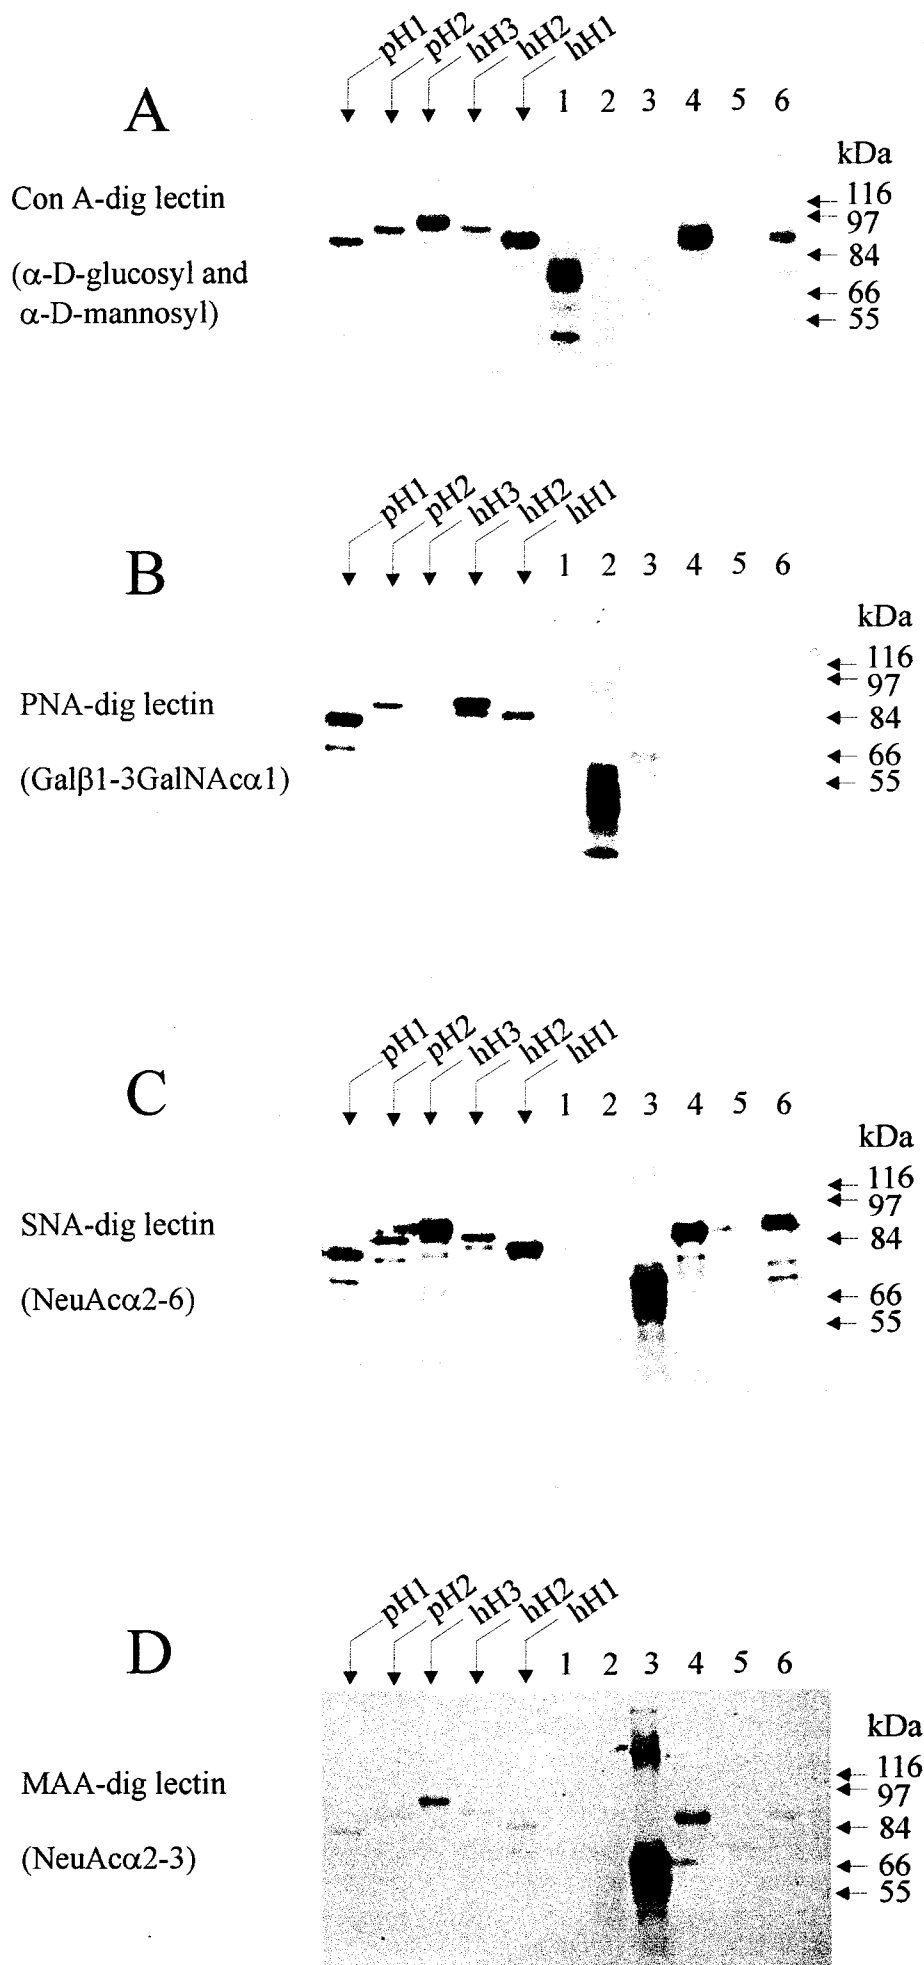 pH1 pH2 hH3 hH2 hH1
A 1 2 3 4 5 6
kDa
Con A-dig lectin
(α-D-glucosyl and
α-D-mannosyl)
116
97
84
66
55
pH1 pH2 hH3 hH2 hH1
B 1 2 3 4 5 6
kDa
PNA-dig lectin
(Galβ1-3GalNAcα1)
116
97
84
66
55
pH1 pH2 hH3 hH2 hH1
C 1 2 3 4 5 6
kDa
SNA-dig lectin
(NeuAcα2-6)
116
97
84
66
55
pH1 pH2 hH3 hH2 hH1
D 1 2 3 4 5 6
kDa
MAA-dig lectin
(NeuAcα2-3)
116
97
84
66
55